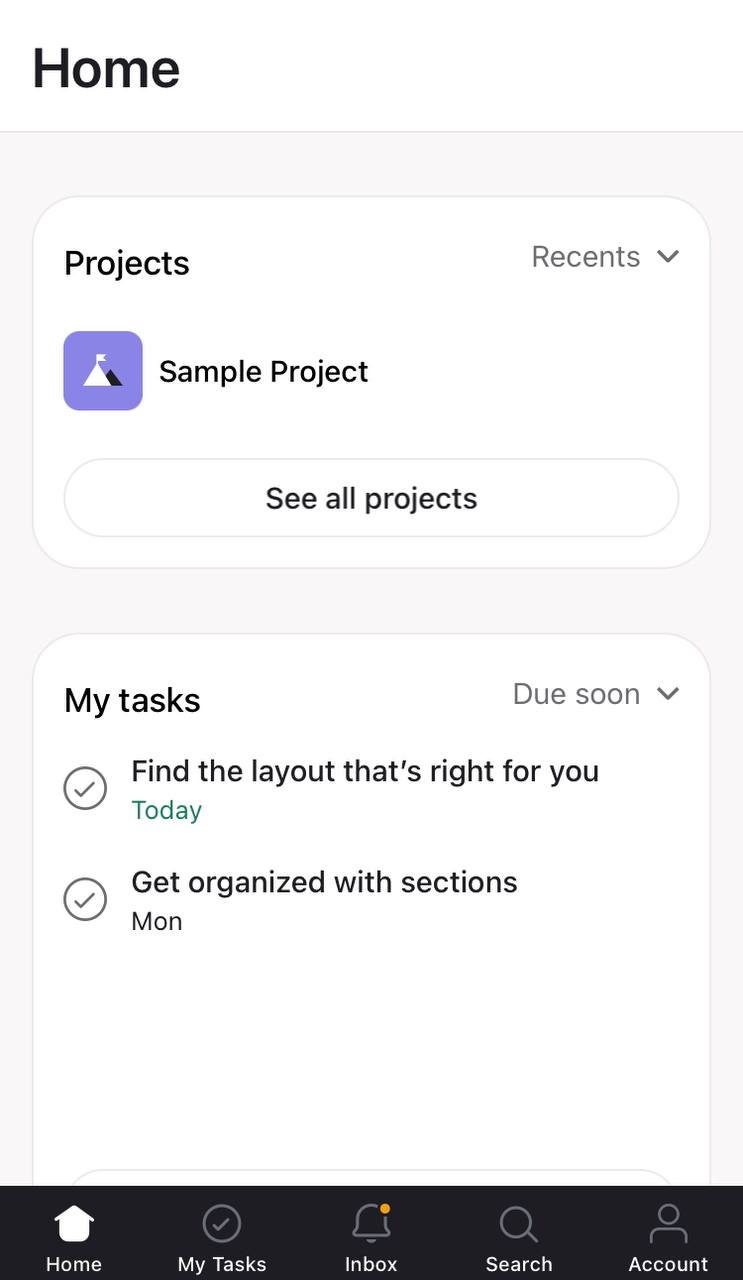 Home
Projects
Recents
Sample Project
See all projects
My tasks
Due soon
Find the layout that’s right for you
Today
Get organized with sections
Mon
Home
My Tasks
Inbox
Search
Account